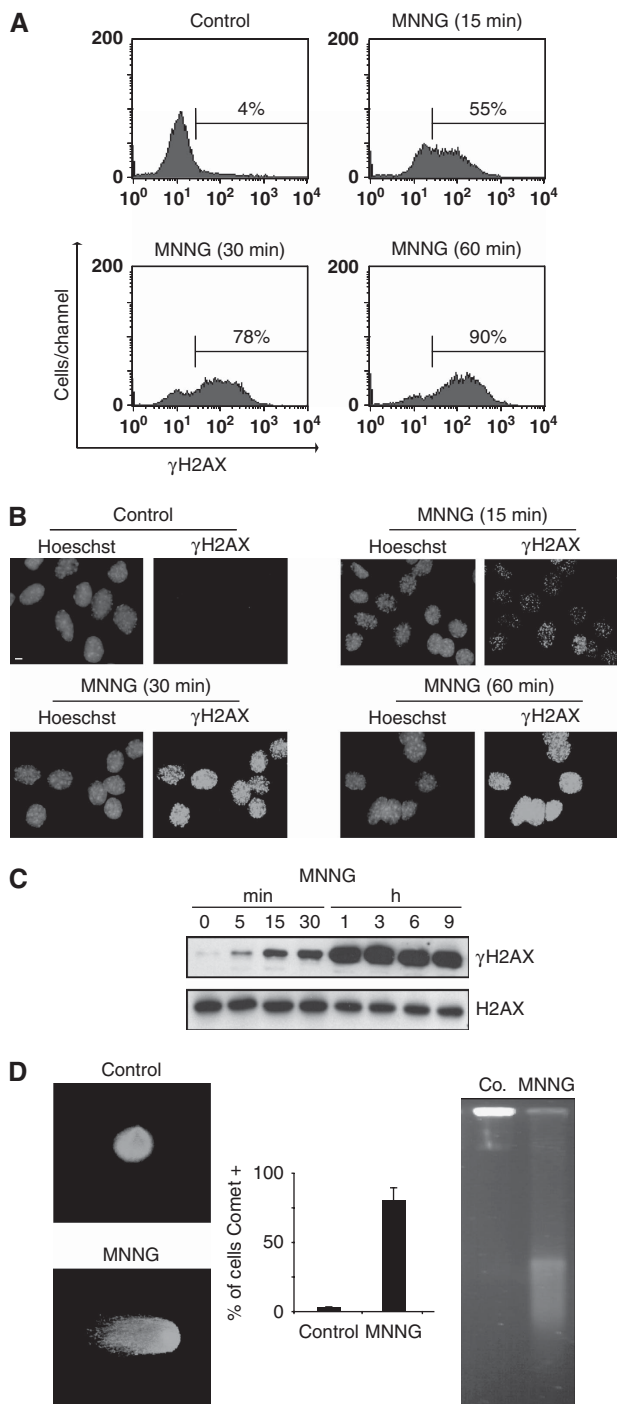 A
Control
MNNG (15 min)
200
4%
0
10^0 10^1 10^2 10^3 10^4
200
55%
0
10^0 10^1 10^2 10^3 10^4
MNNG (30 min)
MNNG (60 min)
200
78%
0
10^0 10^1 10^2 10^3 10^4
200
90%
0
10^0 10^1 10^2 10^3 10^4
Cells/channel
γH2AX
B
Control
Hoeschst γH2AX
MNNG (15 min)
Hoeschst γH2AX
MNNG (30 min)
Hoeschst γH2AX
MNNG (60 min)
Hoeschst γH2AX
C
MNNG
min h
0 5 15 30 1 3 6 9
γH2AX
H2AX
D
Control
MNNG
% of cells Comet +
100
50
0
Control MNNG
Co. MNNG